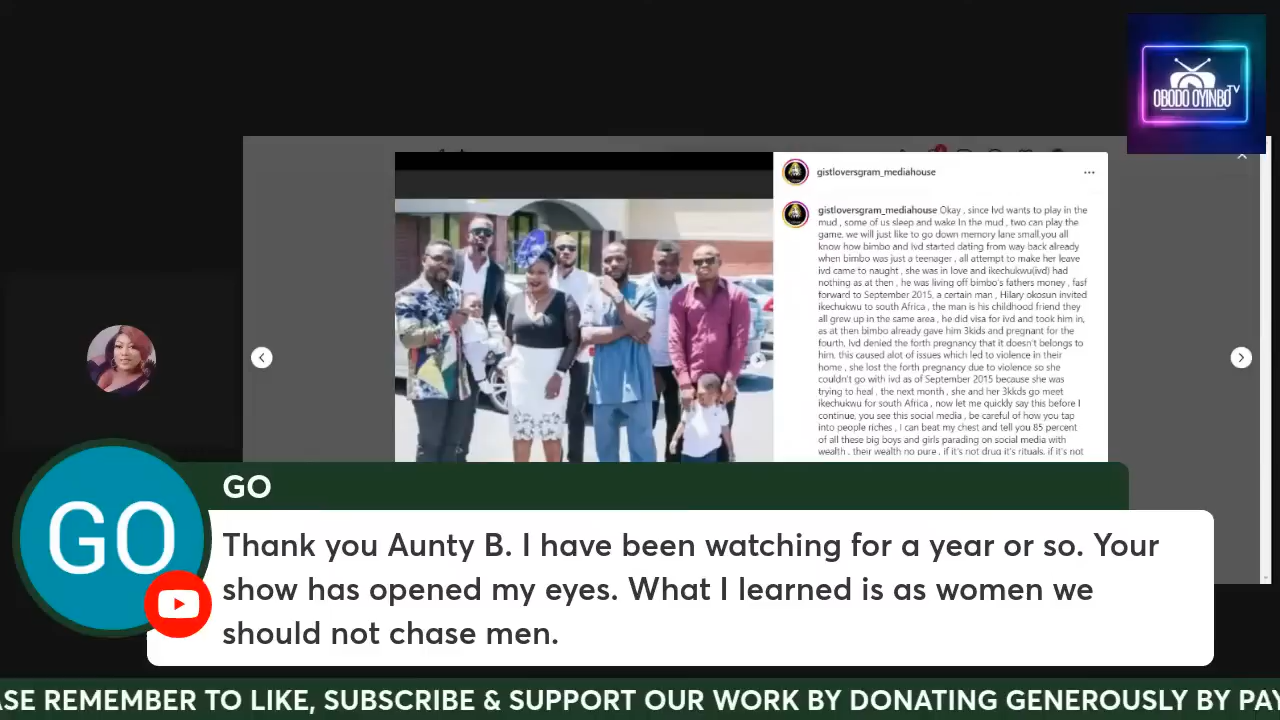 OBODO OYINBO TV
gistloversgram_mediahouse
gistloversgram_mediahouse Okay , since lvd wants to play in the
mud , some of us sleep and wake In the mud , two can play the
game, we will just like to go down memory lane small,you all
know how bimbo and lvd started dating from way back already
when bimbo was just a teenager , all attempt to make her leave
ivd came to naught , she was in love and ikechukwu(ivd) had
nothing as at then , he was living off bimbo's fathers money , fasf
forward to September 2015, a certain man , Hilary okosun invited
ikechukwu to south Africa , the man is his childhood friend they
all grew up in the same area , he did visa for ivd and took him in,
as at then bimbo already gave him 3kids and pregnant for the
fourth, Ivd denied the forth pregnancy that it doesn't belongs to
him, this caused alot of issues which led to violence in their
home , she lost the forth pregnancy due to violence so she
couldn't go with ivd as of September 2015 because she was
trying to heal , the next month , she and her 3kkds go meet
ikechukwu for south Africa , now let me quickly say this before I
continue, you see this social media , be careful of how you tap
into people riches , I can beat my chest and tell you 85 percent
of all these big boys and girls parading on social media with
wealth , their wealth no pure , if it's not drug it's rituals, if it's not
GO
GO
Thank you Aunty B. I have been watching for a year or so. Your
show has opened my eyes. What I learned is as women we
should not chase men.
ASE REMEMBER TO LIKE, SUBSCRIBE & SUPPORT OUR WORK BY DONATING GENEROUSLY BY PA